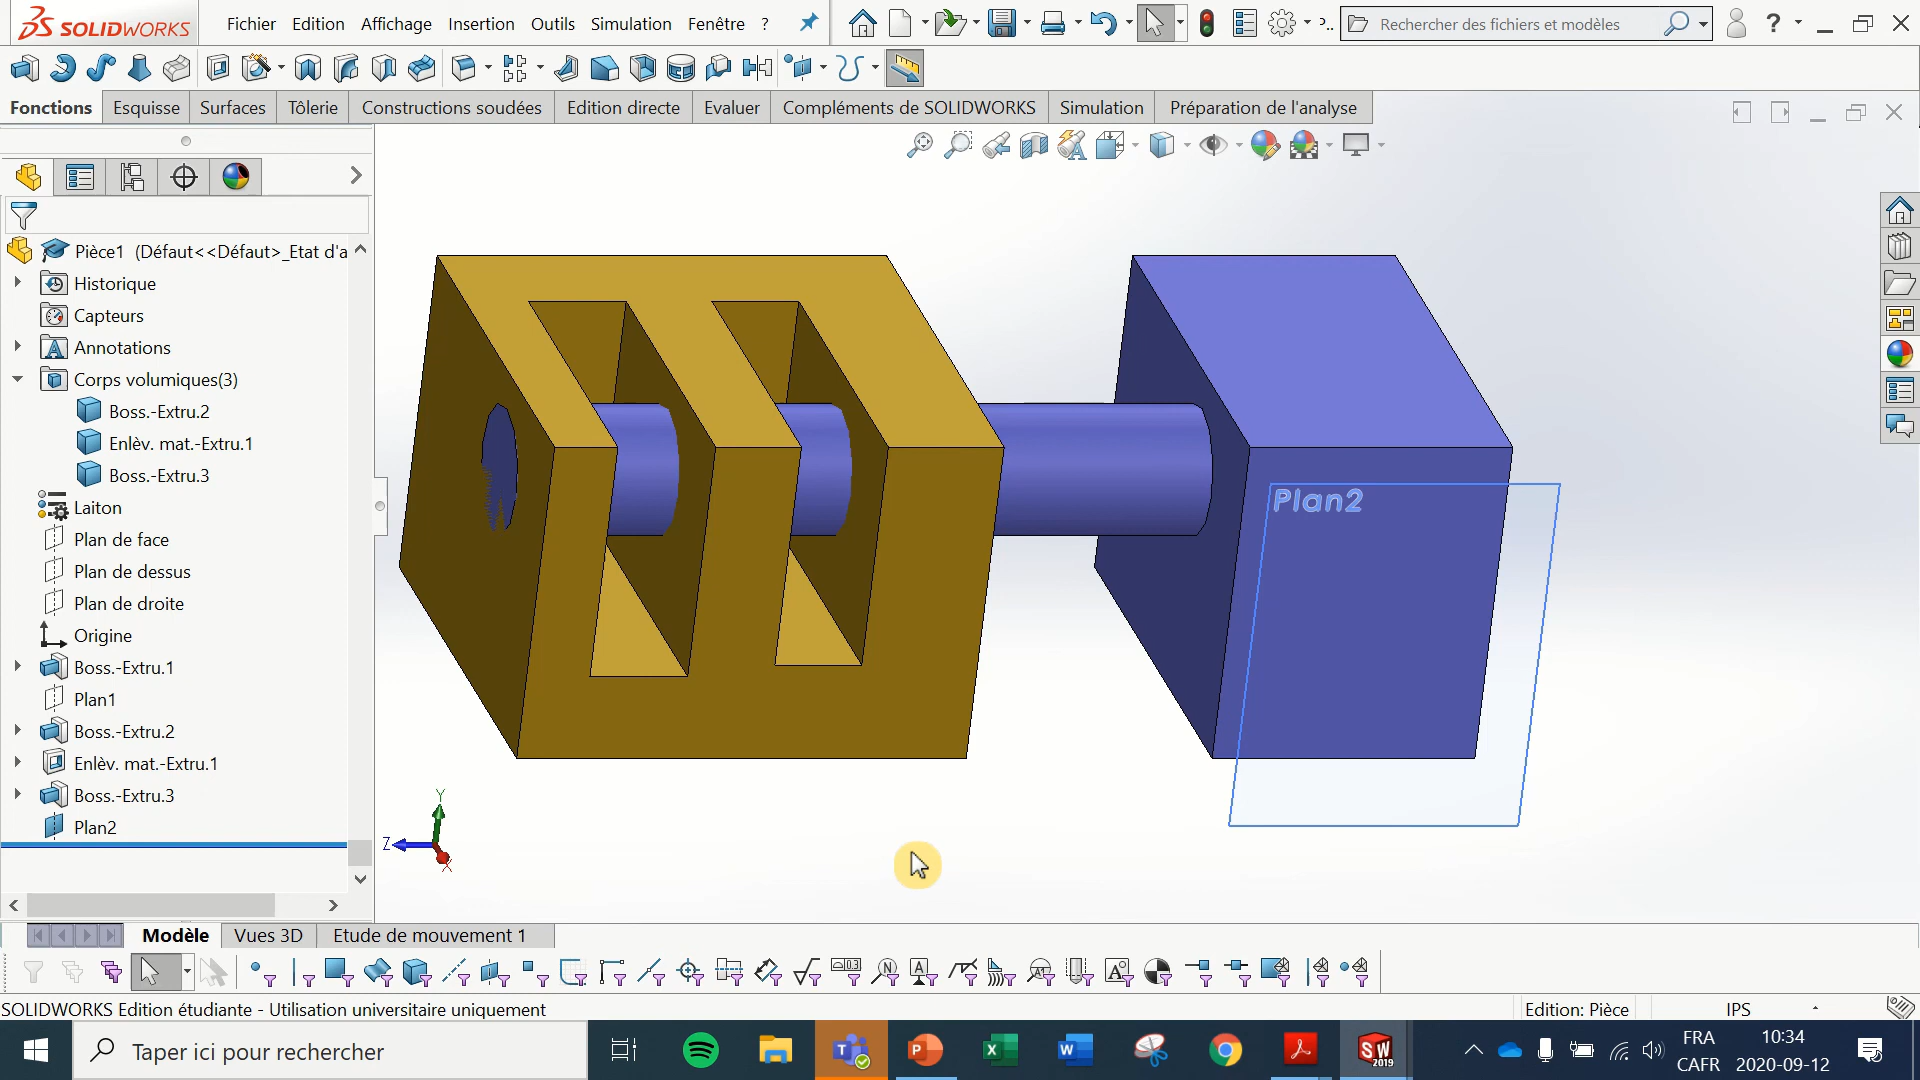 SOLIDWORKS
Fichier Edition Affichage Insertion Outils Simulation Fenêtre ?
Rechercher des fichiers et modèles
Fonctions Esquisse Surfaces Tôlerie Constructions soudées Edition directe Evaluer Compléments de SOLIDWORKS Simulation Préparation de l'analyse
Pièce1 (Défaut<<Défaut>_Etat d'a
Historique
Capteurs
Annotations
Corps volumiques(3)
Boss.-Extru.2
Enlèv. mat.-Extru.1
Boss.-Extru.3
Laiton
Plan de face
Plan de dessus
Plan de droite
Origine
Boss.-Extru.1
Plan1
Boss.-Extru.2
Enlèv. mat.-Extru.1
Boss.-Extru.3
Plan2
Plan2
Y
Z
X
Modèle Vues 3D Etude de mouvement 1
SOLIDWORKS Edition étudiante - Utilisation universitaire uniquement
Edition: Pièce IPS
Taper ici pour rechercher
SW 2019
FRA
CAFR
10:34
2020-09-12